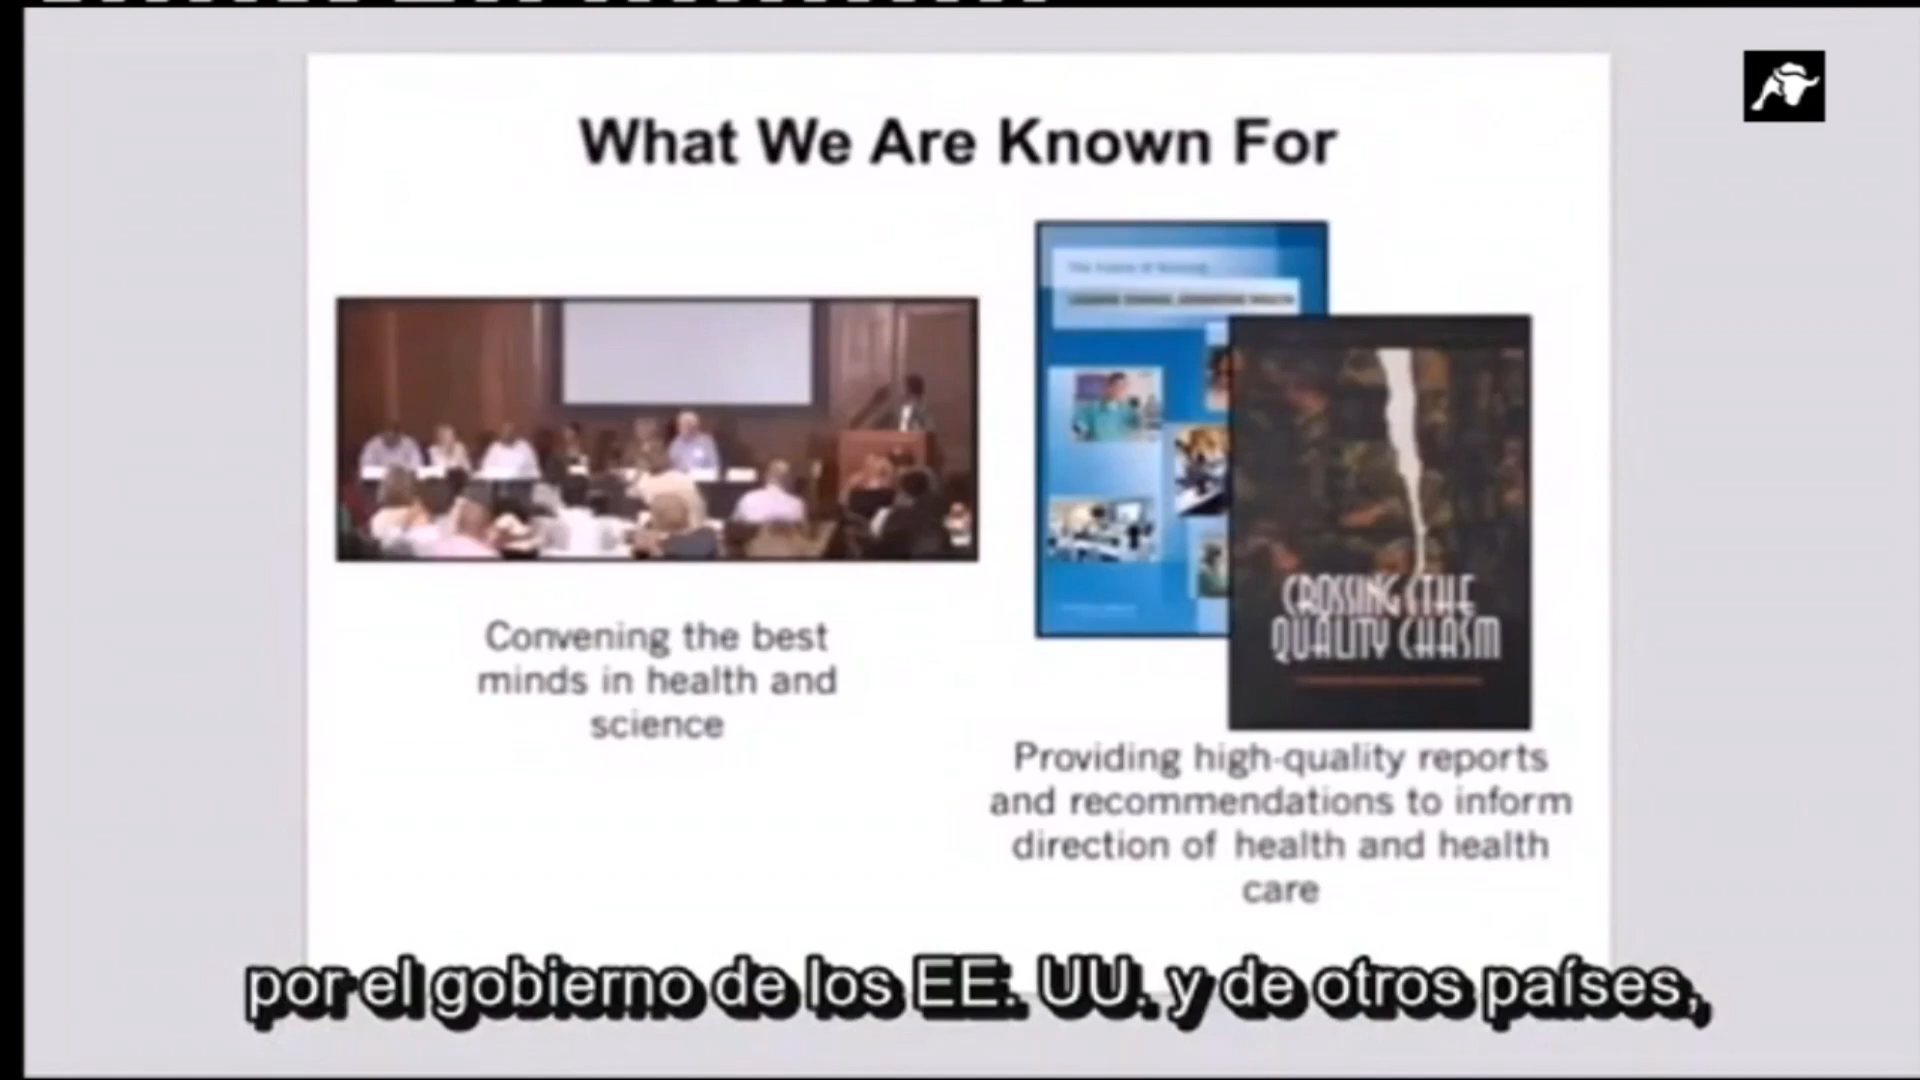 What We Are Known For
CROSSING THE
QUALITY CHASM
Convening the best
minds in health and
science
Providing high-quality reports
and recommendations to inform
direction of health and health
care
por el gobierno de los EE. UU. y de otros países,